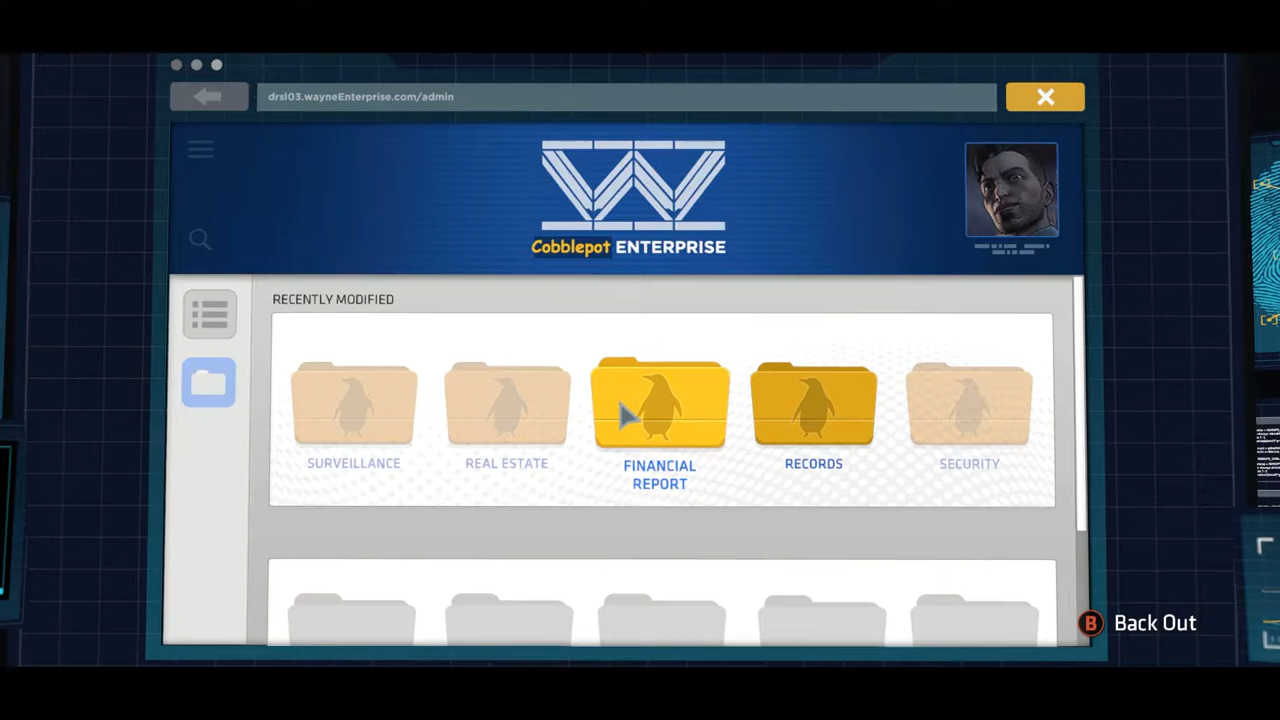 drsl03.wayneEnterprise.com/admin
Cobblepot ENTERPRISE
RECENTLY MODIFIED
SURVEILLANCE
REAL ESTATE
FINANCIAL
REPORT
RECORDS
SECURITY
B Back Out